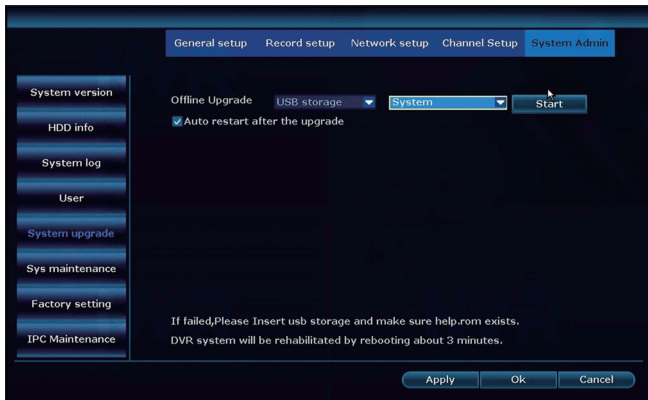 General setup Record setup Network setup Channel Setup System Admin
System version
HDD info
System log
User
System upgrade
Sys maintenance
Factory setting
IPC Maintenance
Offline Upgrade USB storage System Start
Auto restart after the upgrade
If failed,Please Insert usb storage and make sure help.rom exists.
DVR system will be rehabilitated by rebooting about 3 minutes.
Apply Ok Cancel